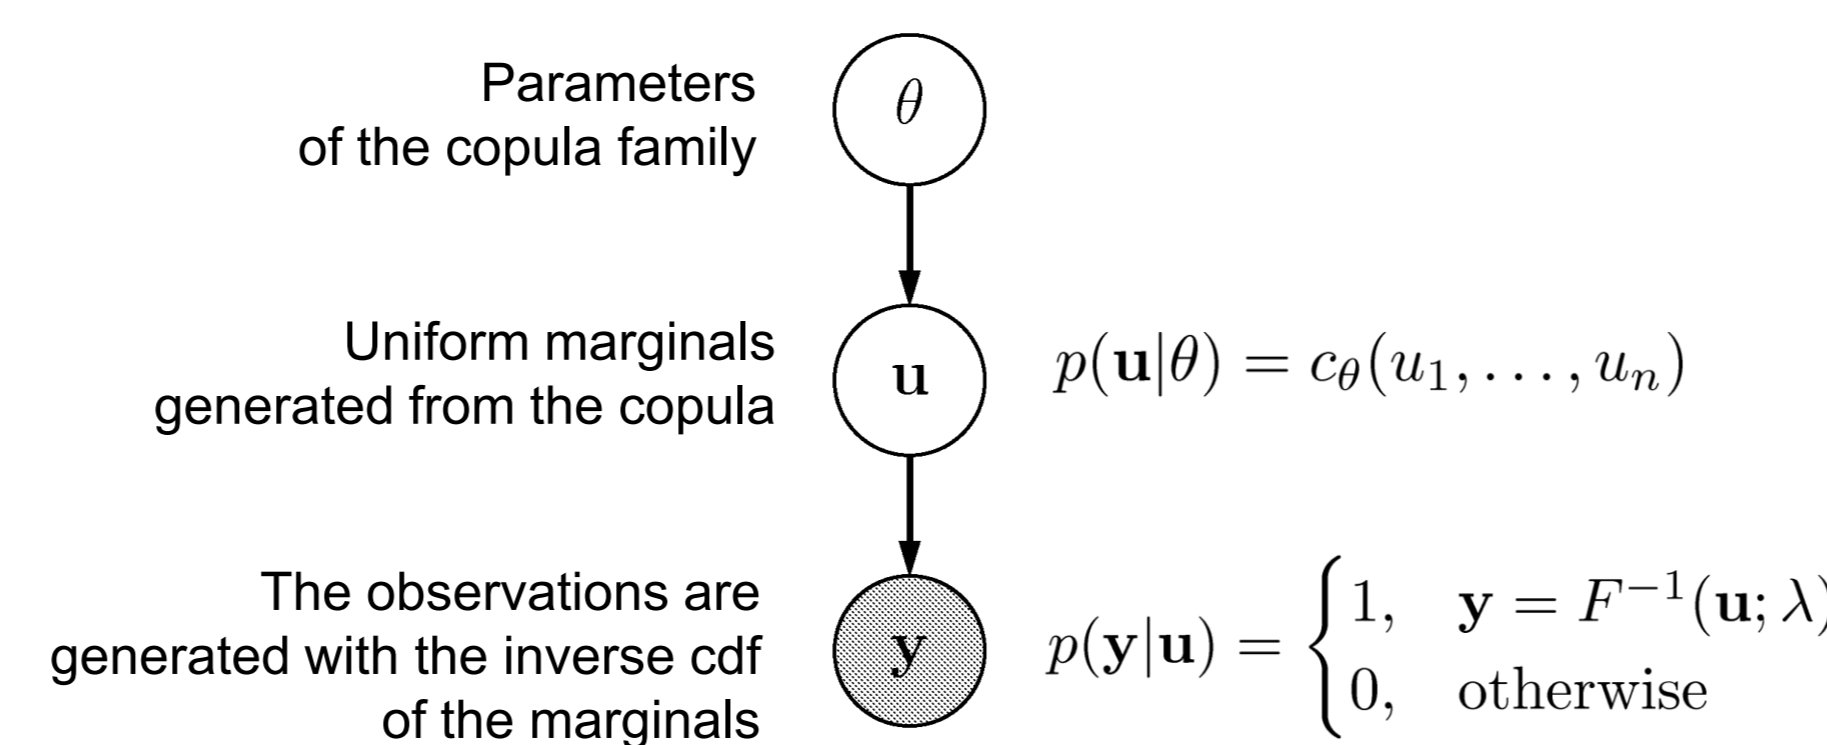 Parameters
of the copula family
θ
Uniform marginals
generated from the copula
u
p(u|θ) = c_θ(u_1, . . . , u_n)
The observations are
generated with the inverse cdf
of the marginals
y
p(y|u) = { 1, y = F^{-1}(u; λ)
0, otherwise